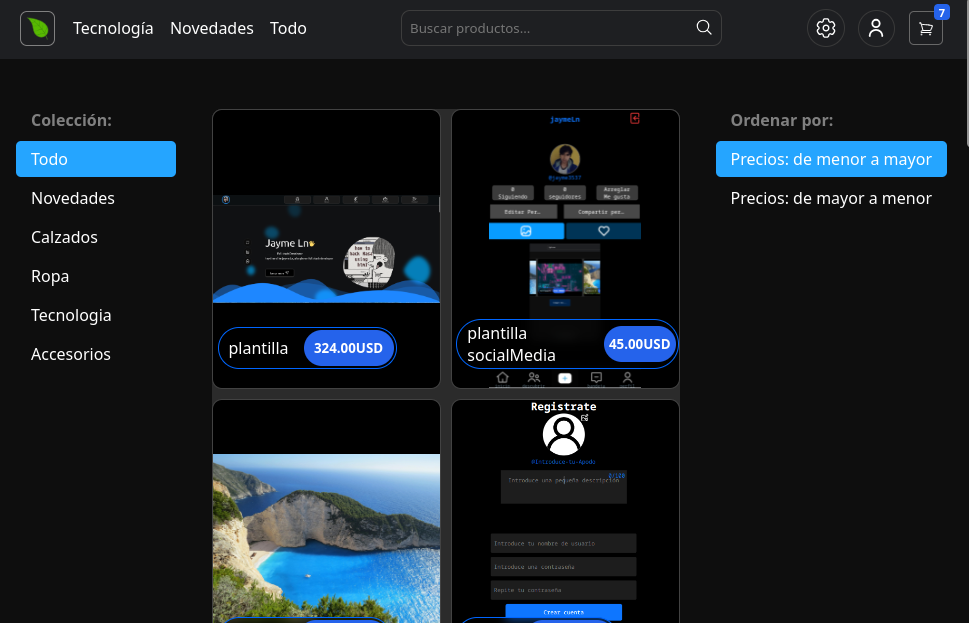 Tecnología Novedades Todo
Buscar productos...
7
Colección:
Todo
Novedades
Calzados
Ropa
Tecnologia
Accesorios
Jayme Ln
plantilla
324.00USD
jaymeLn
@jayme3537
0
Siguiendo
0
seguidores
Arreglar
Me gusta
Editar Per…
Compartir per…
plantilla
socialMedia
45.00USD
Registrate
#Introduce-tu-Apodo
0/120
Introduce una pequeña descripción
Introduce tu nombre de usuario
Introduce una contraseña
Repite tu contraseña
Crear cuenta
Ordenar por:
Precios: de menor a mayor
Precios: de mayor a menor